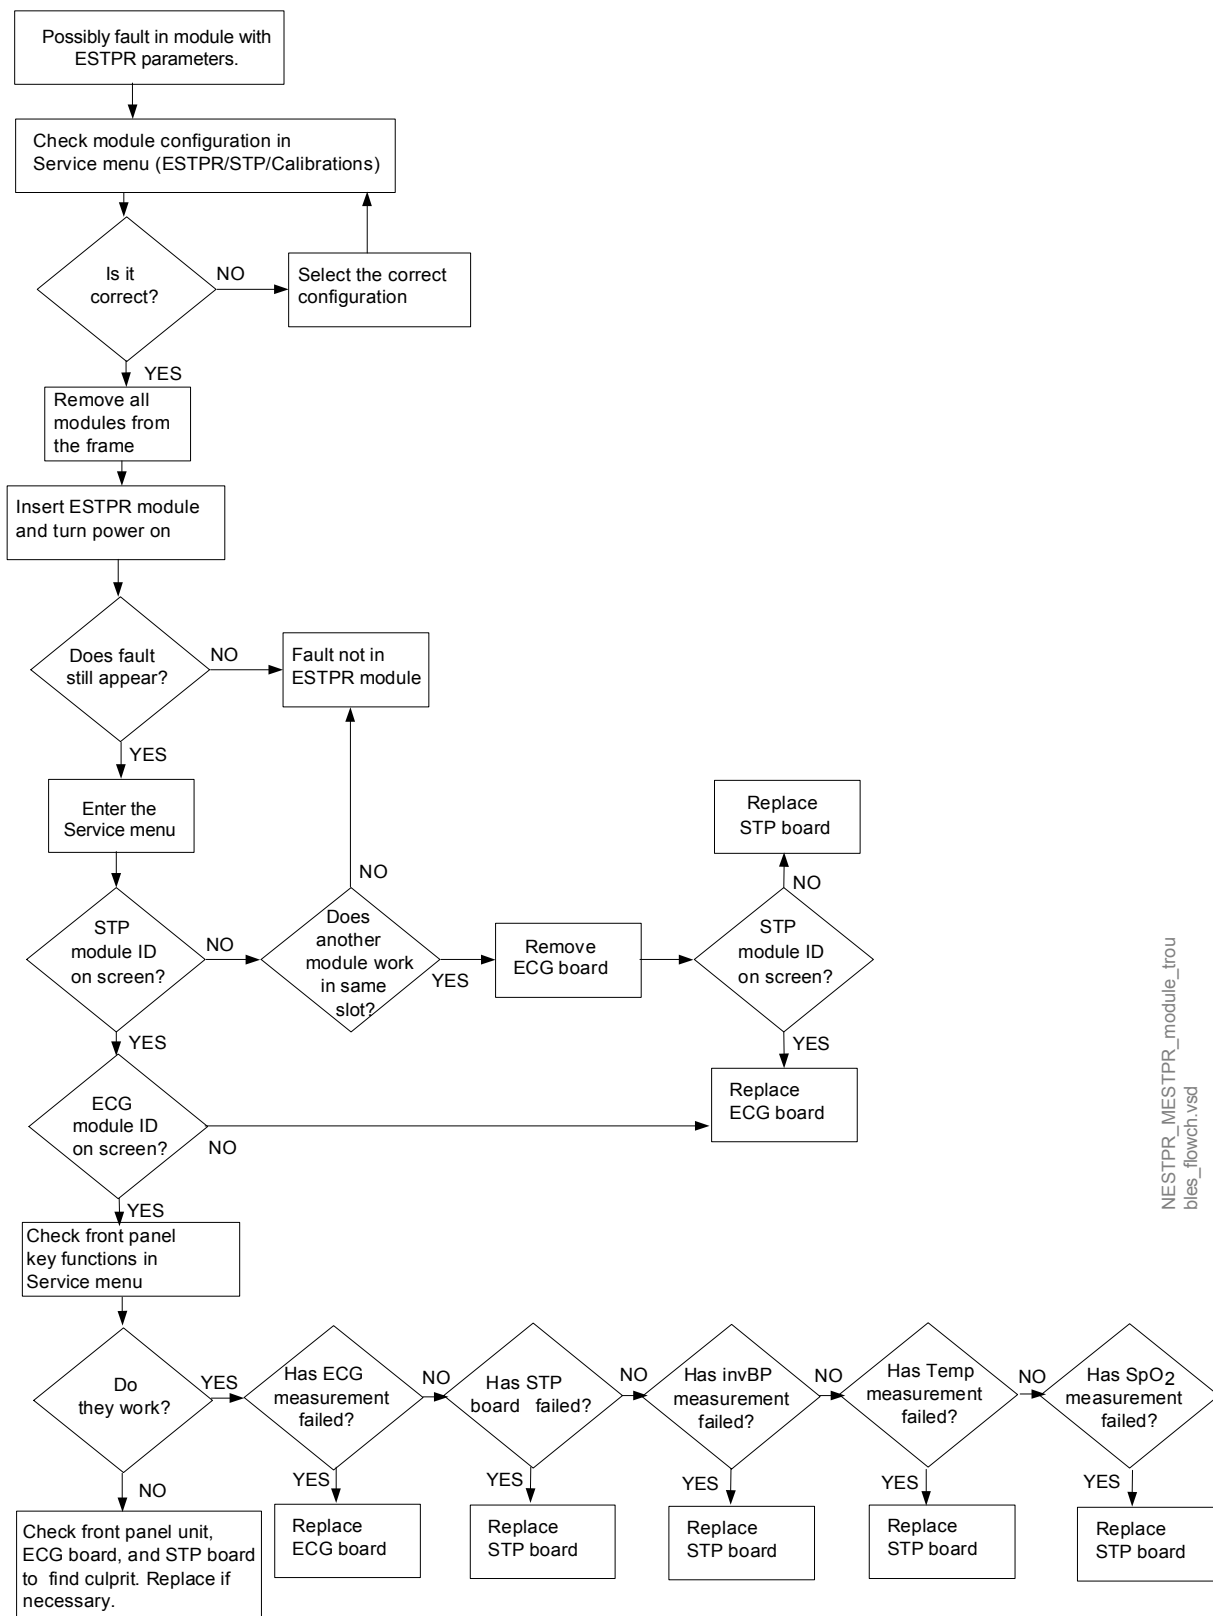 Possibly fault in module with
ESTPR parameters.
Check module configuration in
Service menu (ESTPR/STP/Calibrations)
Is it
correct?
NO
Select the correct
configuration
YES
Remove all
modules from
the frame
Insert ESTPR module
and turn power on
Does fault
still appear?
NO
Fault not in
ESTPR module
YES
Enter the
Service menu
Replace
STP board
NO
NO
STP
module ID
on screen?
NO
Does
another
module work
in same
slot?
YES
Remove
ECG board
STP
module ID
on screen?
YES
YES
ECG
module ID
on screen?
NO
Replace
ECG board
YES
Check front panel
key functions in
Service menu
Do
they work?
YES
Has ECG
measurement
failed?
NO
Has STP
board failed?
NO
Has invBP
measurement
failed?
NO
Has Temp
measurement
failed?
NO
Has SpO2
measurement
failed?
NO
YES
YES
YES
YES
YES
Check front panel unit,
ECG board, and STP board
to find culprit. Replace if
necessary.
Replace
ECG board
Replace
STP board
Replace
STP board
Replace
STP board
Replace
STP board
NESTPR_MESTPR_module_trou
bles_flowch.vsd